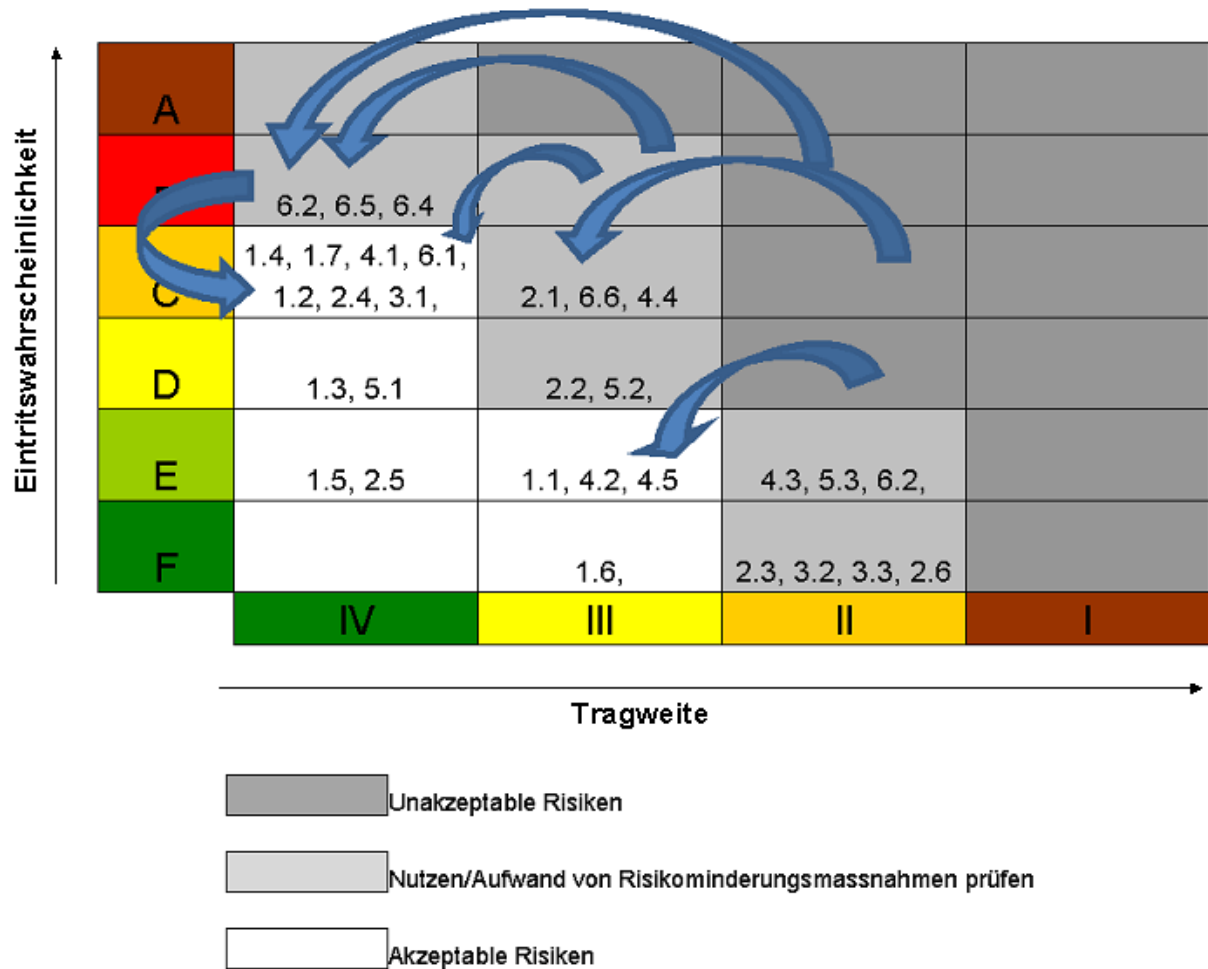 Eintrittswahrscheinlichkeit
A
6.2, 6.5, 6.4
C
1.4, 1.7, 4.1, 6.1,
1.2, 2.4, 3.1,
2.1, 6.6, 4.4
D
1.3, 5.1
2.2, 5.2,
E
1.5, 2.5
1.1, 4.2, 4.5
4.3, 5.3, 6.2,
F
1.6,
2.3, 3.2, 3.3, 2.6
IV
III
II
I
Tragweite
Unakzeptable Risiken
Nutzen/Aufwand von Risikominderungsmassnahmen prüfen
Akzeptable Risiken